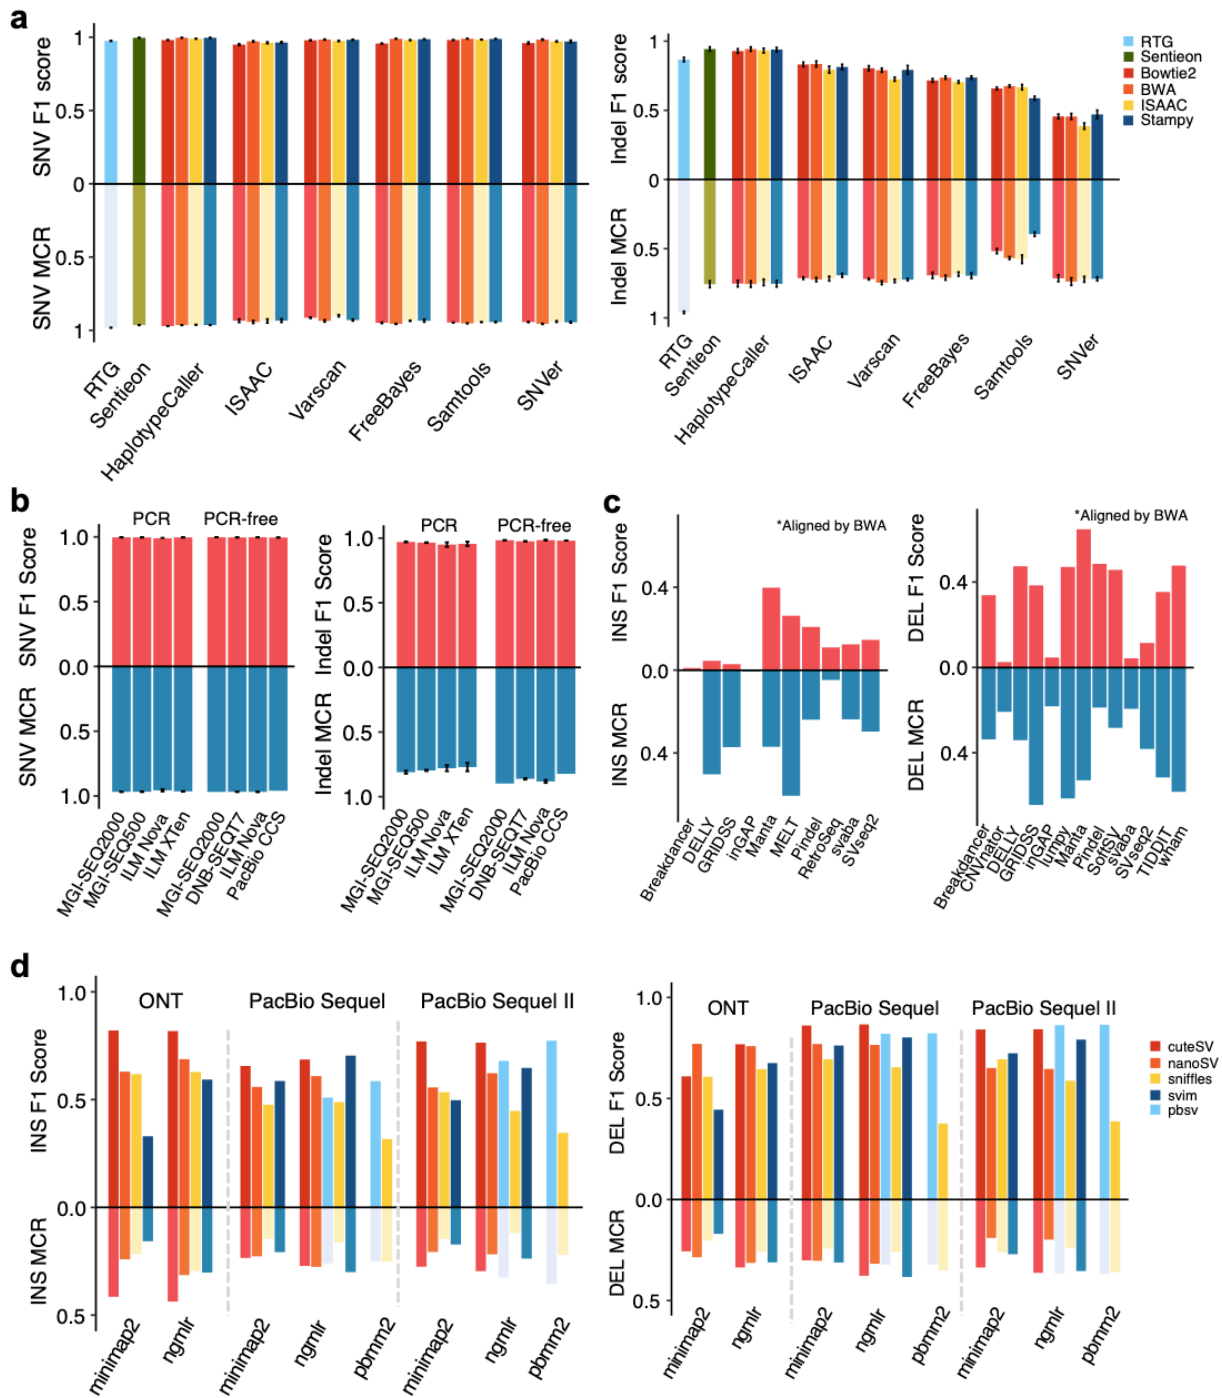 a
SNV F1 score
SNV MCR
1
0.5
0
0.5
1
RTG
Sentieon
HaplotypeCaller
ISAAC
Varscan
FreeBayes
Samtools
SNVer
Indel F1 score
Indel MCR
1
0.5
0
0.5
1
RTG
Sentieon
HaplotypeCaller
ISAAC
Varscan
FreeBayes
Samtools
SNVer
RTG
Sentieon
Bowtie2
BWA
ISAAC
Stampy
b
PCR
PCR-free
SNV F1 Score
SNV MCR
1.0
0.5
0.0
0.5
1.0
MGI-SEQ2000
MGI-SEQ500
ILM Nova
ILM XTen
MGI-SEQ2000
DNB-SEQT7
ILM Nova
PacBio CCS
PCR
PCR-free
Indel F1 Score
Indel MCR
1.0
0.5
0.0
0.5
1.0
MGI-SEQ2000
MGI-SEQ500
ILM Nova
ILM XTen
MGI-SEQ2000
DNB-SEQT7
ILM Nova
PacBio CCS
c
*Aligned by BWA
INS F1 Score
INS MCR
0.4
0.0
0.4
Breakdancer
DELLY
GRIDSS
inGAP
Manta
MELT
Pindel
RetroSeq
svaba
SVseq2
*Aligned by BWA
DEL F1 Score
DEL MCR
0.4
0.0
0.4
Breakdancer
CNVnator
DELLY
GRIDSS
inGAP
lumpy
Manta
Pindel
SoftSV
svaba
SVseq2
TIDDIT
wham
d
ONT
PacBio Sequel
PacBio Sequel II
INS F1 Score
INS MCR
1.0
0.5
0.0
0.5
minimap2
ngmlr
minimap2
ngmlr
pbmm2
minimap2
ngmlr
pbmm2
ONT
PacBio Sequel
PacBio Sequel II
DEL F1 Score
DEL MCR
1.0
0.5
0.0
0.5
minimap2
ngmlr
minimap2
ngmlr
pbmm2
minimap2
ngmlr
pbmm2
cuteSV
nanoSV
sniffles
svim
pbsv